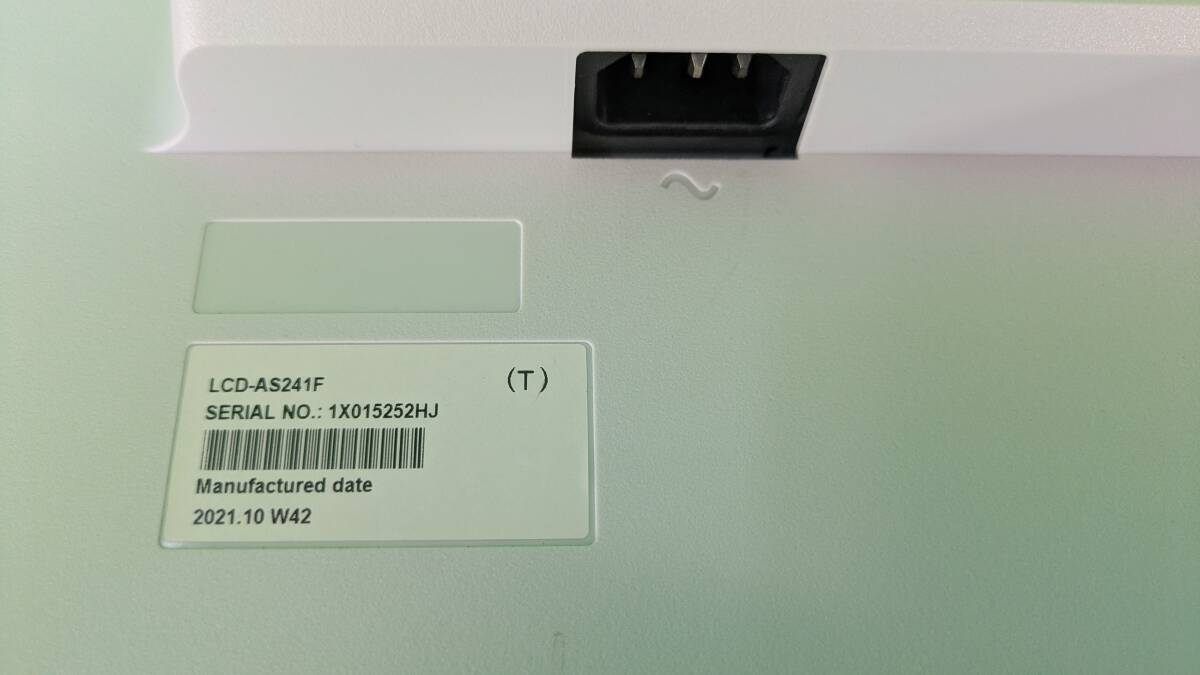 LCD-AS241F (T)
SERIAL NO.: 1X015252HJ
Manufactured date
2021.10 W42